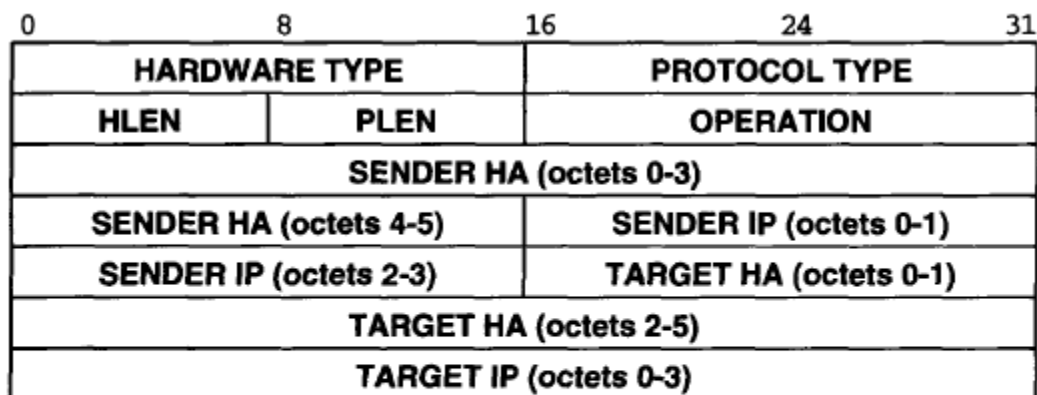 0 8 16 24 31
HARDWARE TYPE PROTOCOL TYPE
HLEN PLEN OPERATION
SENDER HA (octets 0-3)
SENDER HA (octets 4-5) SENDER IP (octets 0-1)
SENDER IP (octets 2-3) TARGET HA (octets 0-1)
TARGET HA (octets 2-5)
TARGET IP (octets 0-3)